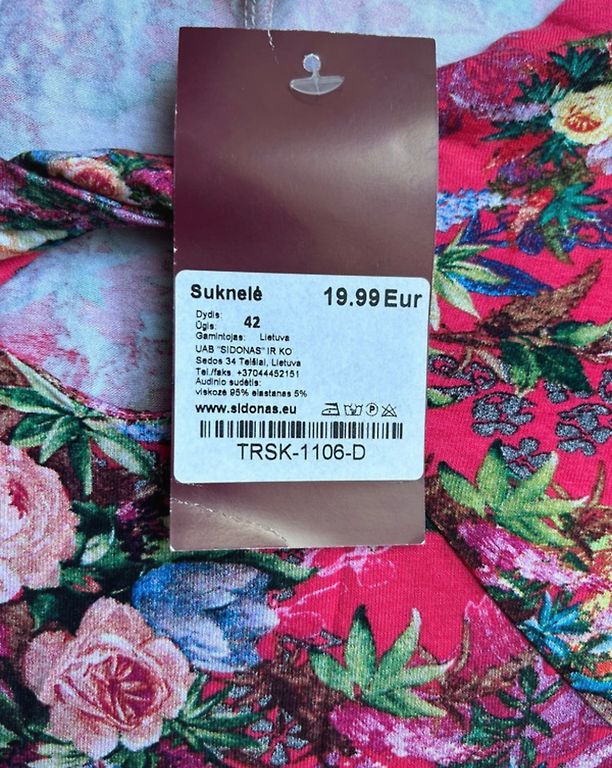 Suknelė 19.99 Eur
Dydis:
Ūgis: 42
Gamintojas: Lietuva
UAB "SIDONAS" IR KO
Sedos 34 Telšiai, Lietuva
Tel./faks. +37044452151
Audinio sudėtis:
viskozė 95% elastanas 5%
www.sidonas.eu
TRSK-1106-D